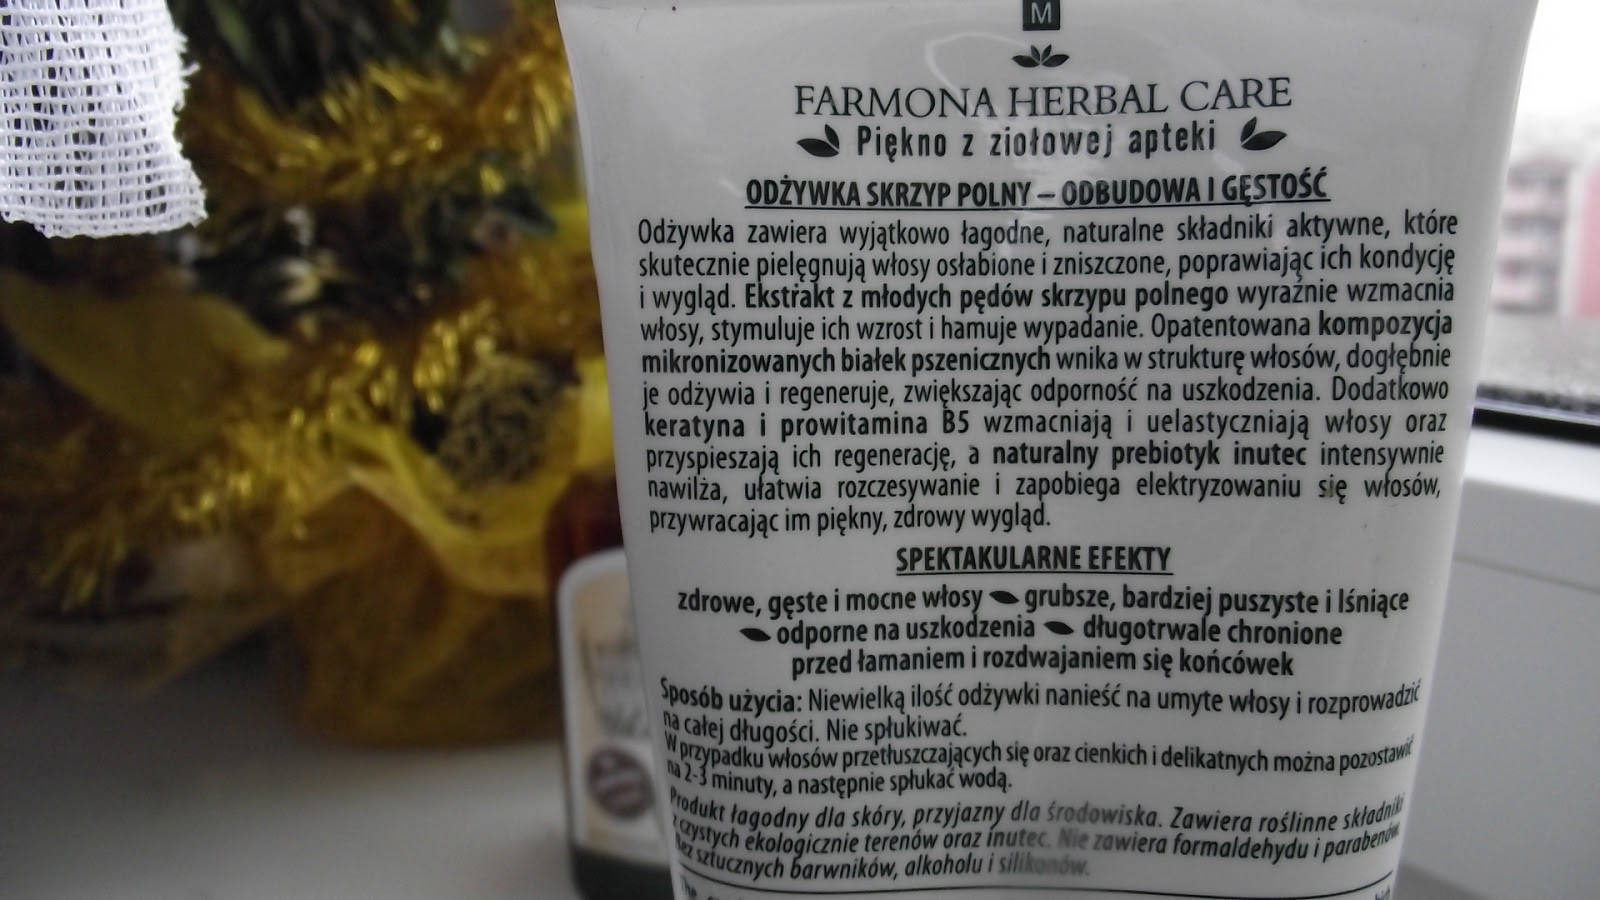 M
FARMONA HERBAL CARE
Piękno z ziołowej apteki
ODŻYWKA SKRZYP POLNY – ODBUDOWA I GĘSTOŚĆ
Odżywka zawiera wyjątkowo łagodne, naturalne składniki aktywne, które
skutecznie pielęgnują włosy osłabione i zniszczone, poprawiając ich kondycję
i wygląd. Ekstrakt z młodych pędów skrzypu polnego wyraźnie wzmacnia
włosy, stymuluje ich wzrost i hamuje wypadanie. Opatentowana kompozycja
mikronizowanych białek pszenicznych wnika w strukturę włosów, dogłębnie
je odżywia i regeneruje, zwiększając odporność na uszkodzenia. Dodatkowo
keratyna i prowitamina B5 wzmacniają i uelastyczniają włosy oraz
przyspieszają ich regenerację, a naturalny prebiotyk inutec intensywnie
nawilża, ułatwia rozczesywanie i zapobiega elektryzowaniu się włosów,
przywracając im piękny, zdrowy wygląd.
SPEKTAKULARNE EFEKTY
zdrowe, gęste i mocne włosy grubsze, bardziej puszyste i lśniące
odporne na uszkodzenia długotrwale chronione
przed łamaniem i rozdwajaniem się końcówek
Sposób użycia: Niewielką ilość odżywki nanieść na umyte włosy i rozprowadzić
na całej długości. Nie spłukiwać.
W przypadku włosów przetłuszczających się oraz cienkich i delikatnych można pozostawić
na 2-3 minuty, a następnie spłukać wodą.
Produkt łagodny dla skóry, przyjazny dla środowiska. Zawiera roślinne składniki
z czystych ekologicznie terenów oraz inutec. Nie zawiera formaldehydu i parabenów.
Bez sztucznych barwników, alkoholu i silikonów.